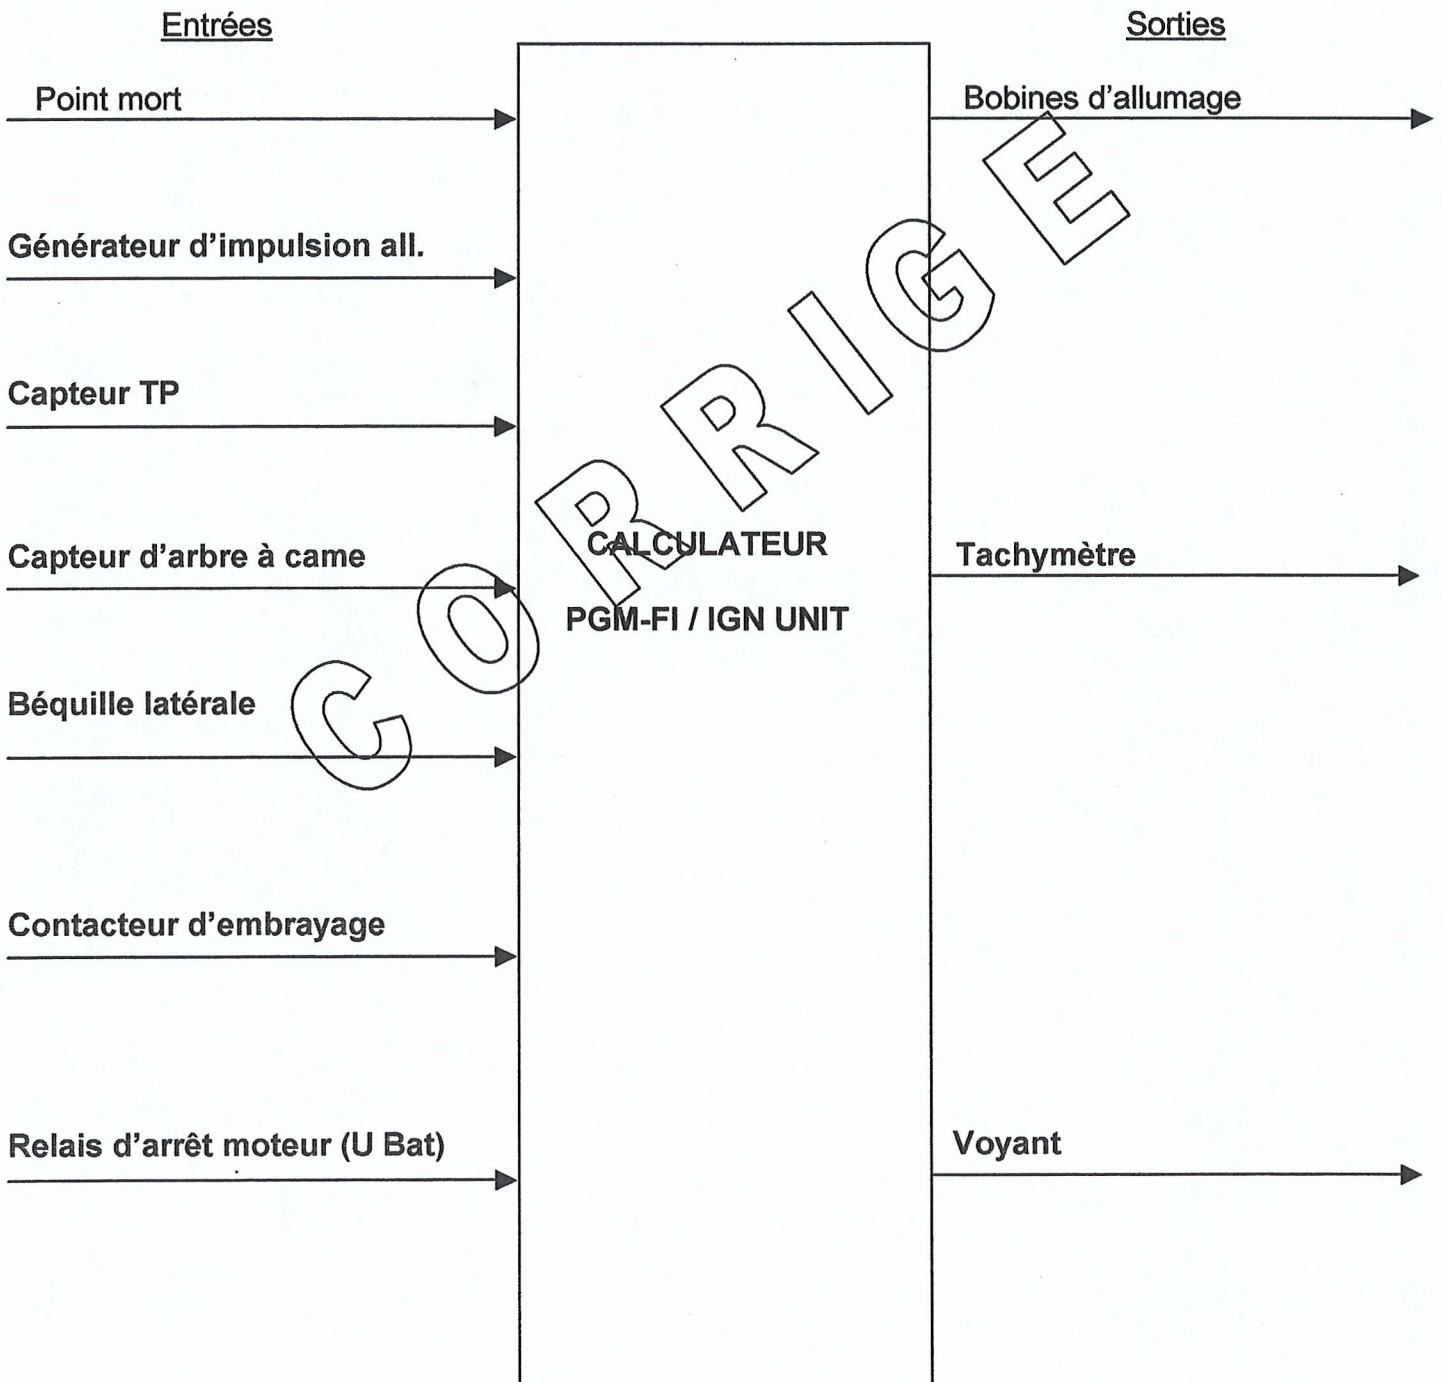 Entrées
Sorties
Point mort
Bobines d'allumage
Générateur d'impulsion all.
Capteur TP
Capteur d'arbre à came
CALCULATEUR
PGM-FI / IGN UNIT
Tachymètre
Béquille latérale
Contacteur d'embrayage
Relais d'arrêt moteur (U Bat)
Voyant
CORRIGE